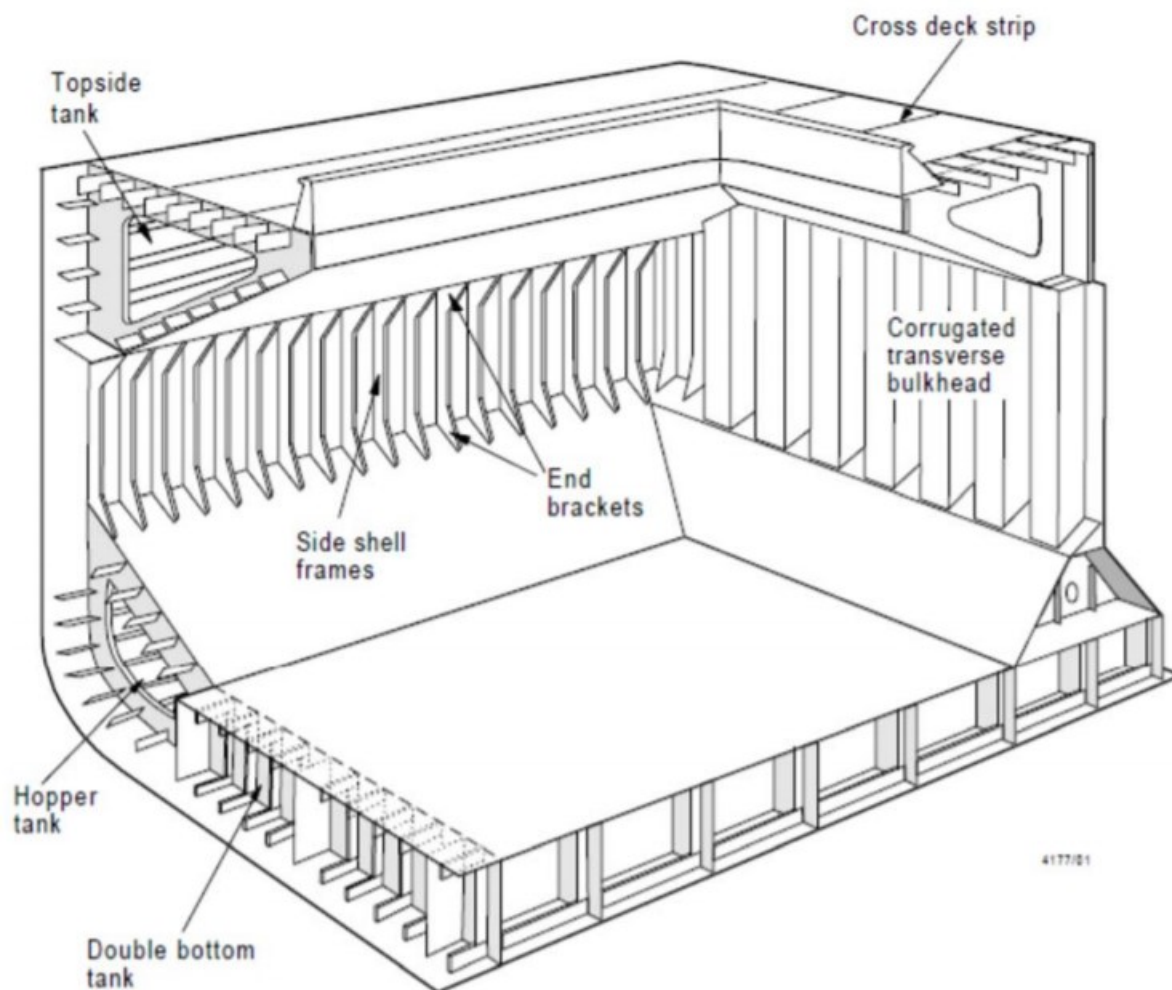 Cross deck strip
Topside
tank
Corrugated
transverse
bulkhead
End
brackets
Side shell
frames
Hopper
tank
4177/01
Double bottom
tank